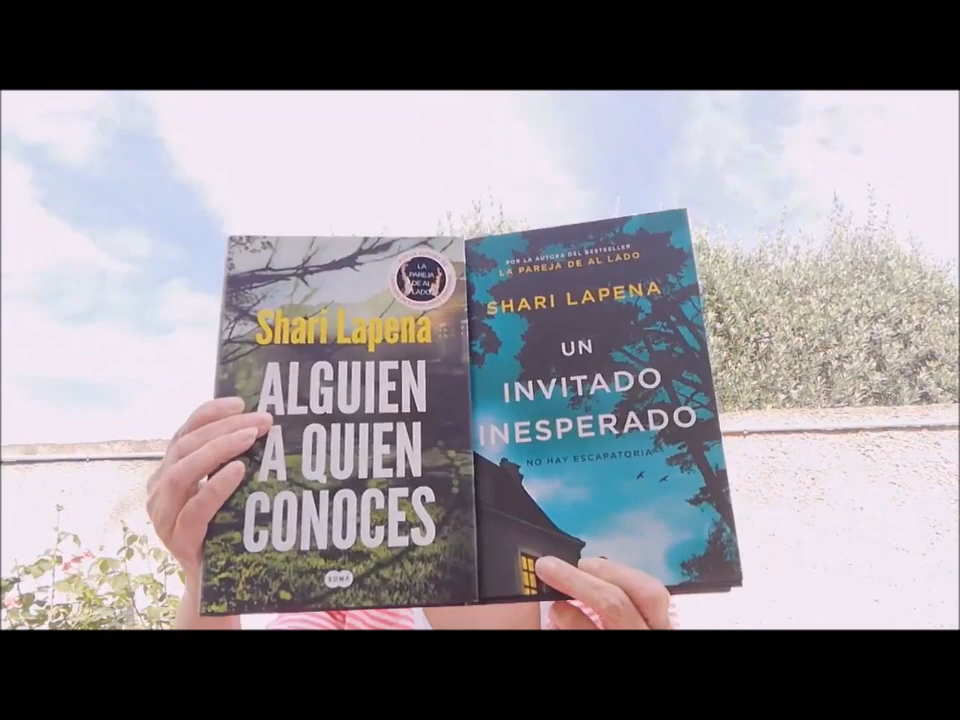 LA
PAREJA
DE AL
LADO
Shari Lapena
ALGUIEN
A QUIEN
CONOCES
SUMA
POR LA AUTORA DEL BESTSELLER
LA PAREJA DE AL LADO
SHARI LAPENA
UN
INVITADO
INESPERADO
NO HAY ESCAPATORIA